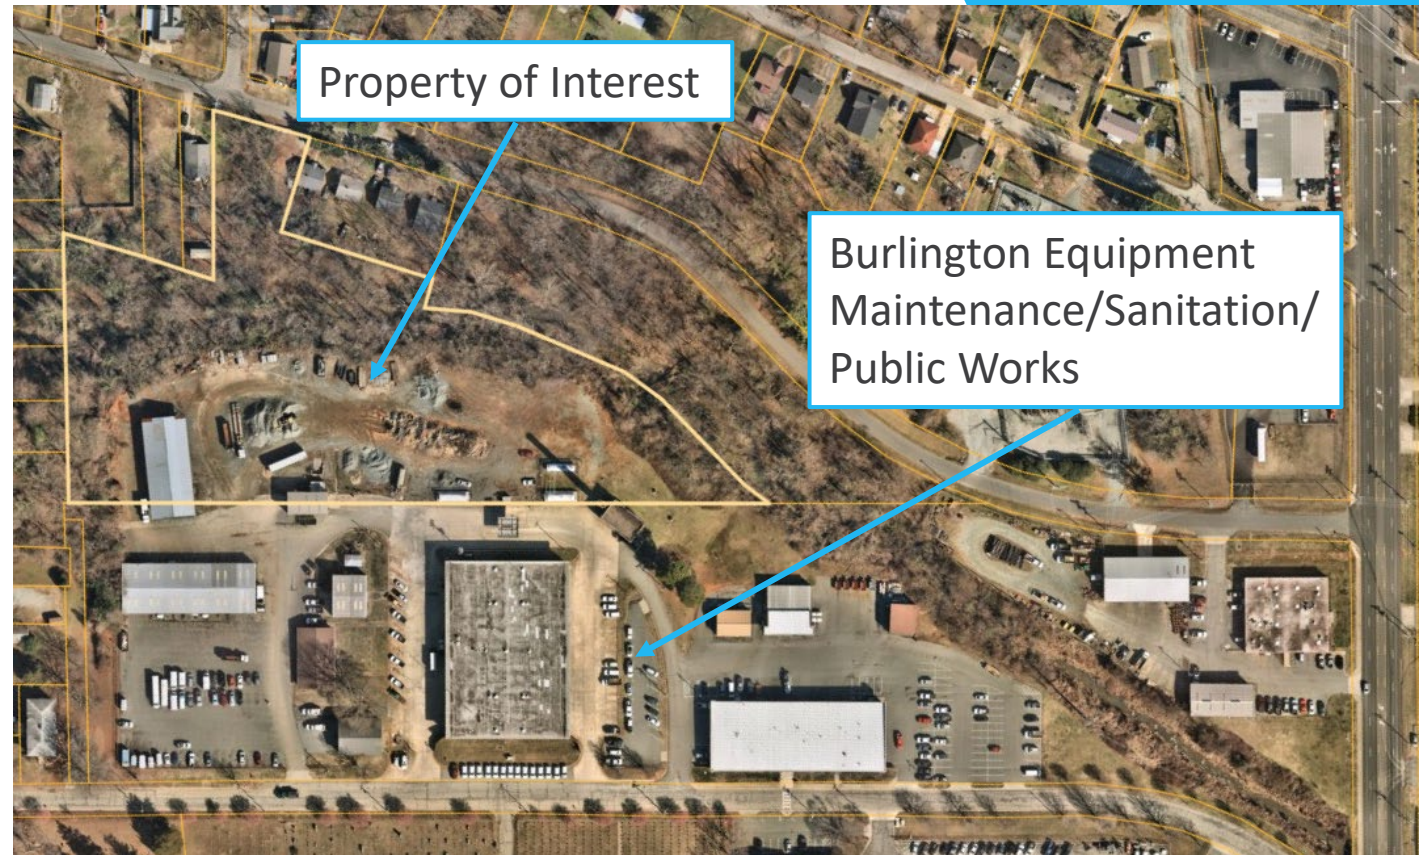 Property of Interest
Burlington Equipment
Maintenance/Sanitation/
Public Works